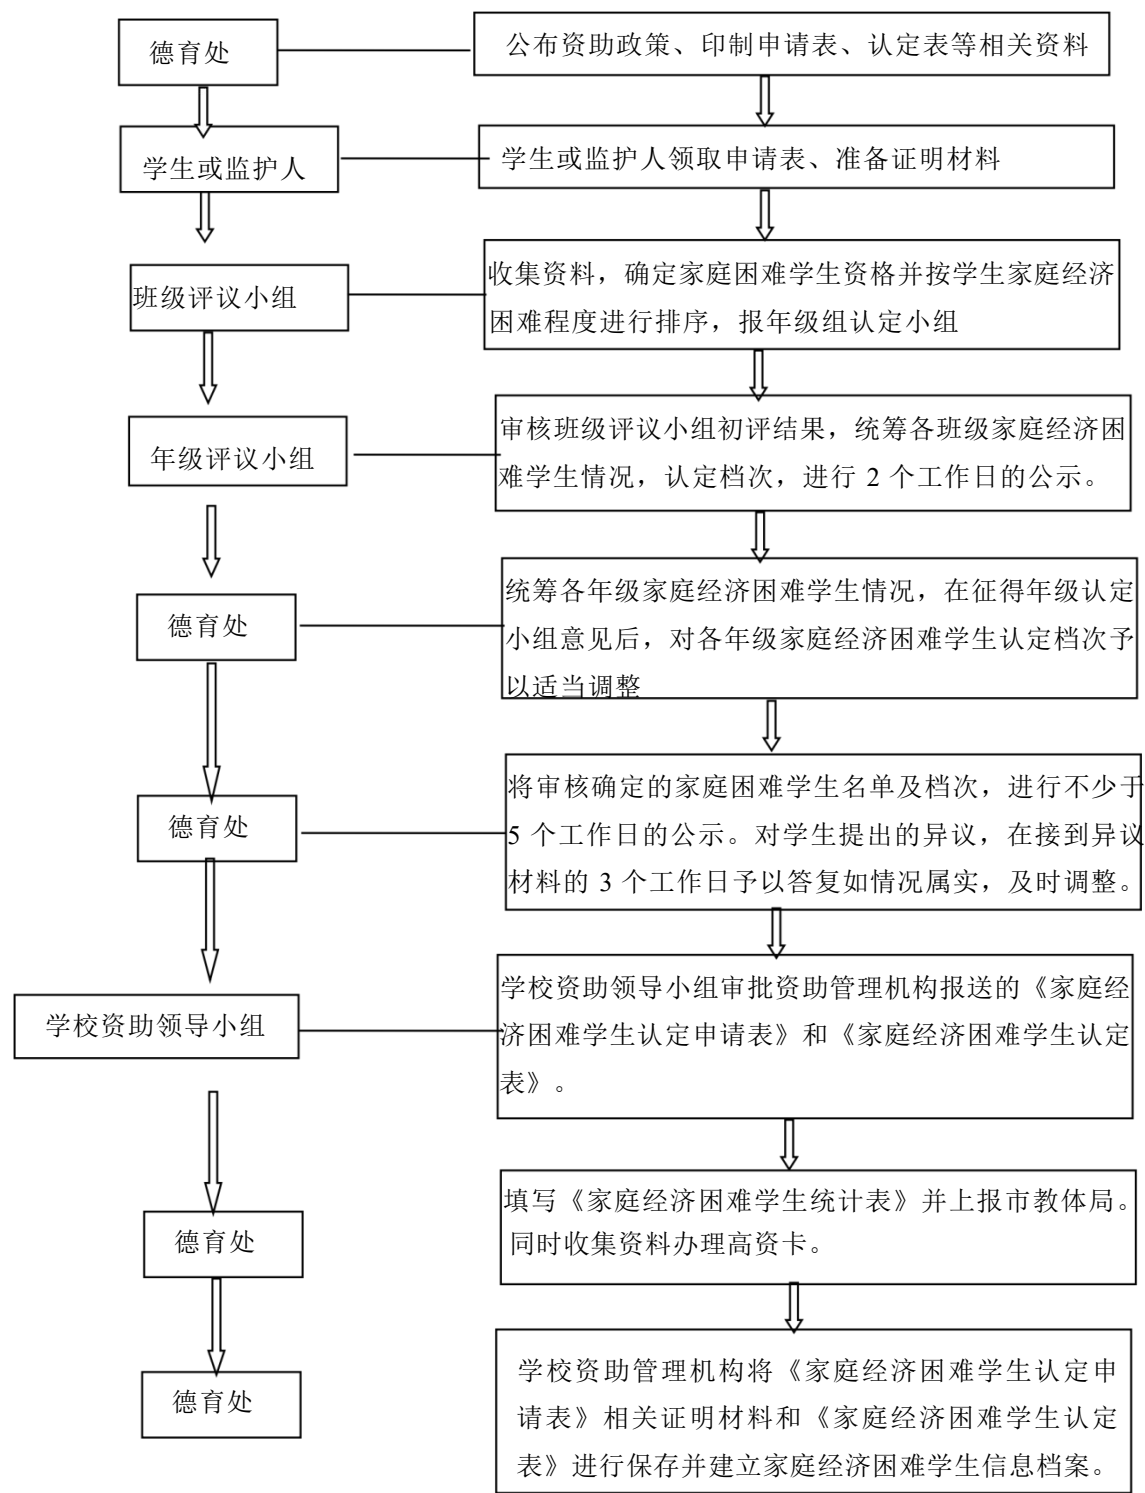 德育处
公布资助政策、印制申请表、认定表等相关资料
学生或监护人
学生或监护人领取申请表、准备证明材料
班级评议小组
收集资料，确定家庭困难学生资格并按学生家庭经济
困难程度进行排序，报年级组认定小组
年级评议小组
审核班级评议小组初评结果，统筹各班级家庭经济困
难学生情况，认定档次，进行 2 个工作日的公示。
德育处
统筹各年级家庭经济困难学生情况，在征得年级认定
小组意见后，对各年级家庭经济困难学生认定档次予
以适当调整
德育处
将审核确定的家庭困难学生名单及档次，进行不少于
5 个工作日的公示。对学生提出的异议，在接到异议
材料的 3 个工作日予以答复如情况属实，及时调整。
学校资助领导小组
学校资助领导小组审批资助管理机构报送的《家庭经
济困难学生认定申请表》和《家庭经济困难学生认定
表》。
德育处
填写《家庭经济困难学生统计表》并上报市教体局。
同时收集资料办理高资卡。
德育处
学校资助管理机构将《家庭经济困难学生认定申
请表》相关证明材料和《家庭经济困难学生认定
表》进行保存并建立家庭经济困难学生信息档案。